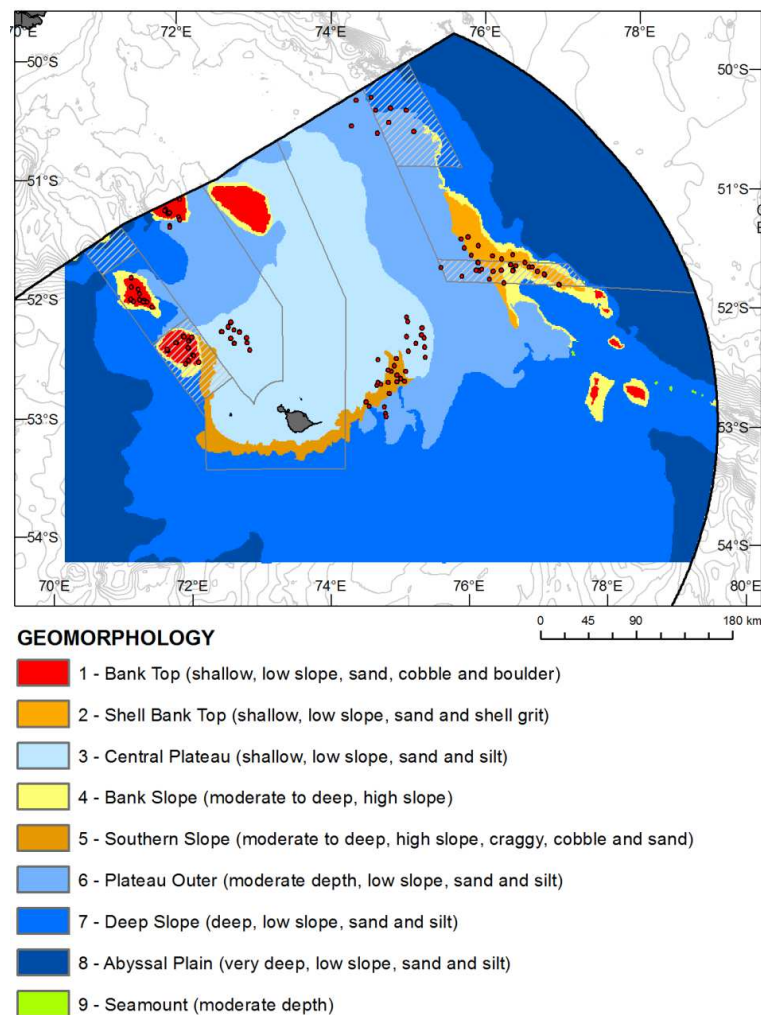 70°E 72°E 74°E 76°E 78°E
50°S 50°S
51°S 51°S
52°S 52°S
53°S 53°S
54°S 54°S
70°E 72°E 74°E 76°E 78°E 80°E
GEOMORPHOLOGY
0 45 90 180 km
1 - Bank Top (shallow, low slope, sand, cobble and boulder)
2 - Shell Bank Top (shallow, low slope, sand and shell grit)
3 - Central Plateau (shallow, low slope, sand and silt)
4 - Bank Slope (moderate to deep, high slope)
5 - Southern Slope (moderate to deep, high slope, craggy, cobble and sand)
6 - Plateau Outer (moderate depth, low slope, sand and silt)
7 - Deep Slope (deep, low slope, sand and silt)
8 - Abyssal Plain (very deep, low slope, sand and silt)
9 - Seamount (moderate depth)